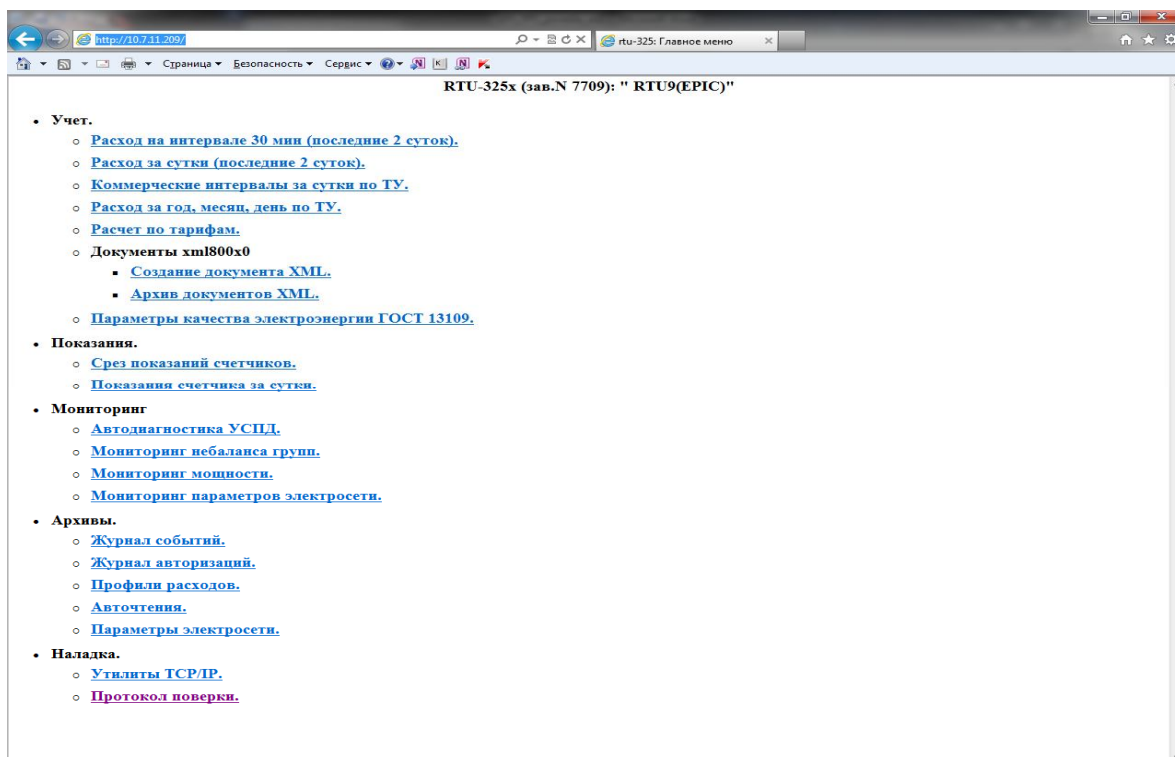 http://10.7.11.209/
rtu-325: Главное меню
Страница Безопасность Сервис
RTU-325x (зав.N 7709): " RTU9(EPIC)"
Учет.
Расход на интервале 30 мин (последние 2 суток).
Расход за сутки (последние 2 суток).
Коммерческие интервалы за сутки по ТУ.
Расход за год, месяц, день по ТУ.
Расчет по тарифам.
Документы xml800x0
Создание документа XML.
Архив документов XML.
Параметры качества электроэнергии ГОСТ 13109.
Показания.
Срез показаний счетчиков.
Показания счетчика за сутки.
Мониторинг
Автодиагностика УСПД.
Мониторинг небаланса групп.
Мониторинг мощности.
Мониторинг параметров электросети.
Архивы.
Журнал событий.
Журнал авторизаций.
Профили расходов.
Авточтения.
Параметры электросети.
Наладка.
Утилиты TCP/IP.
Протокол поверки.